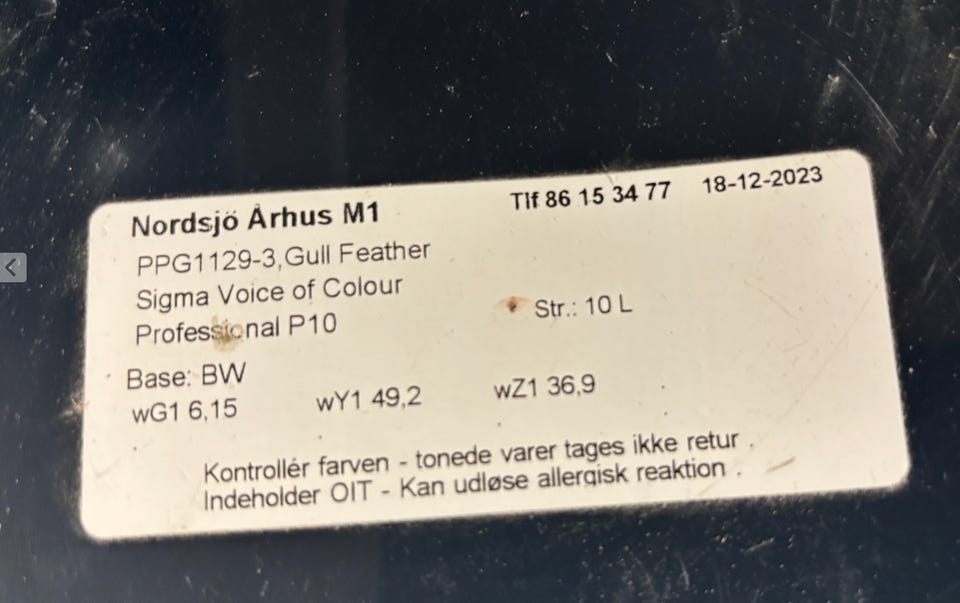 Nordsjö Århus M1 Tlf 86 15 34 77 18-12-2023
PPG1129-3,Gull Feather
Sigma Voice of Colour
Professional P10 Str.: 10 L
Base: BW
wG1 6,15 wY1 49,2 wZ1 36,9
Kontrollér farven - tonede varer tages ikke retur .
Indeholder OIT - Kan udløse allergisk reaktion .